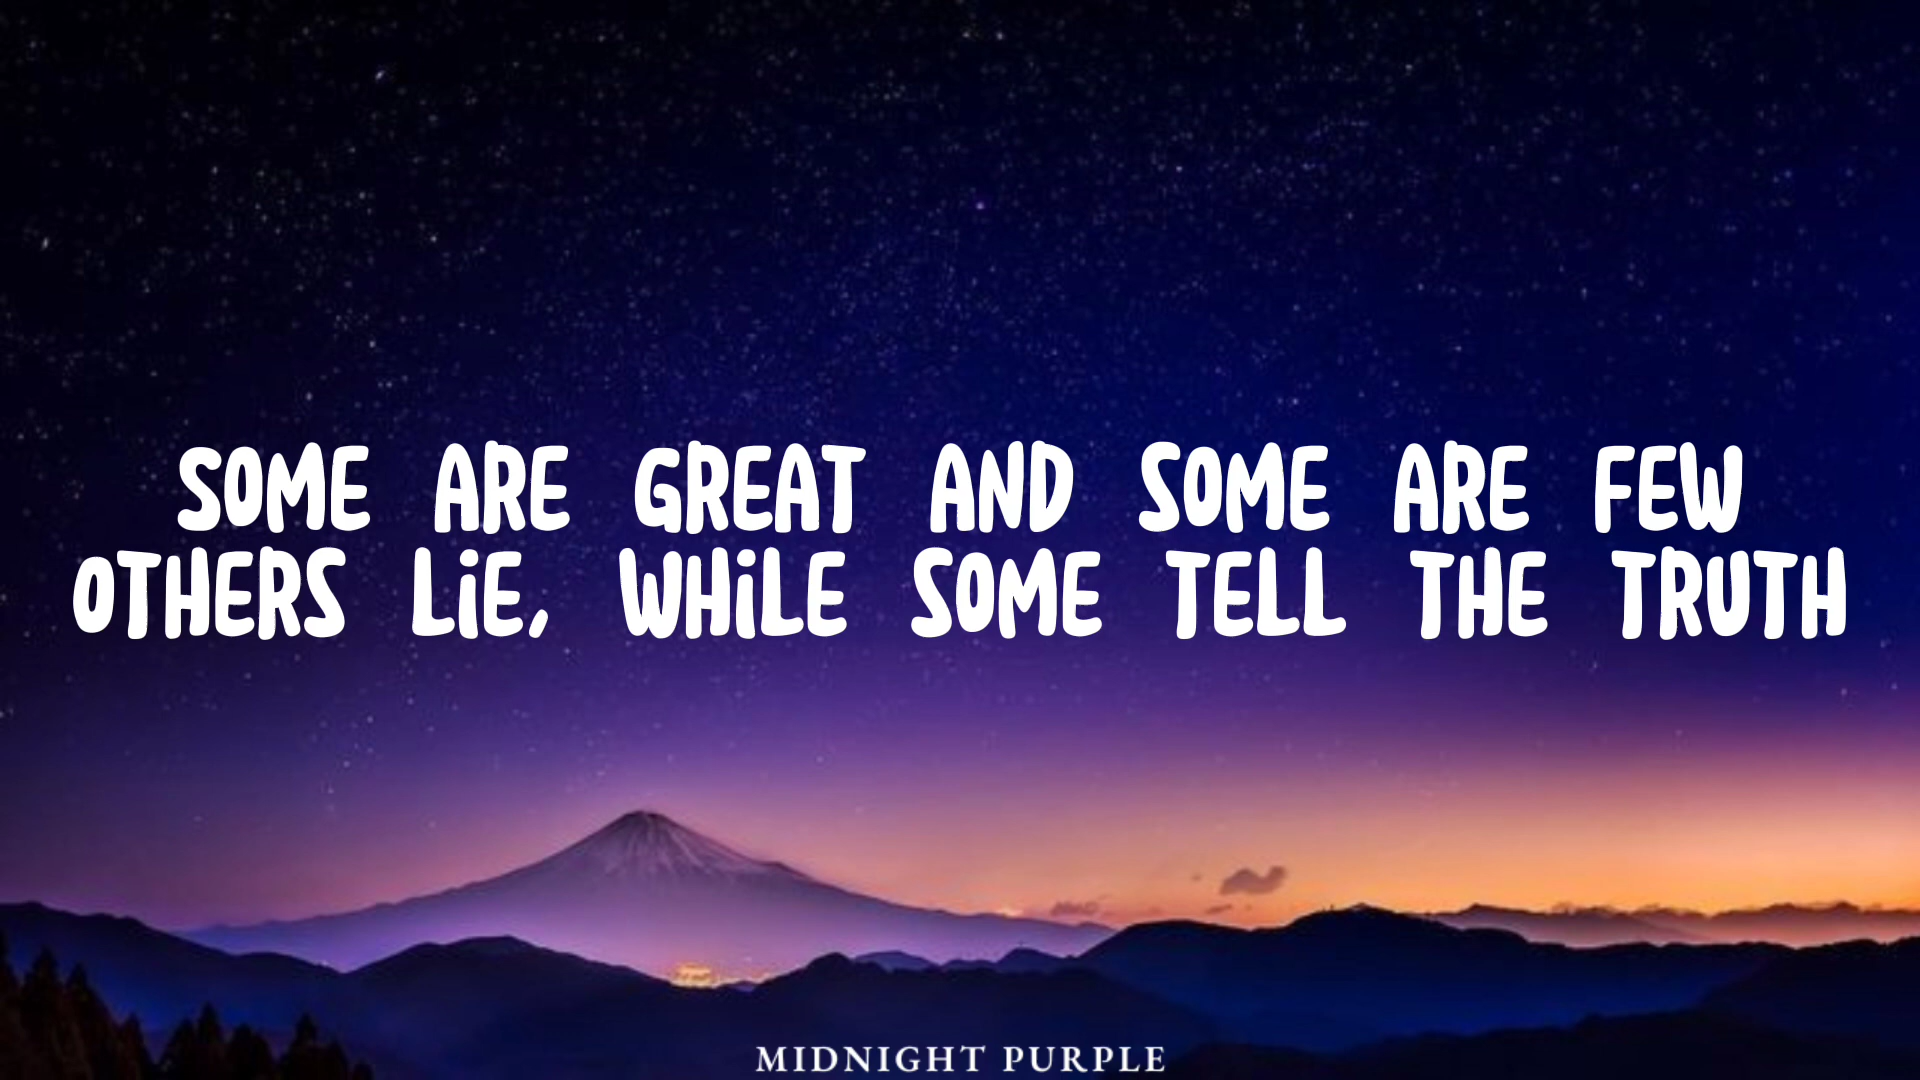 SOME ARE GREAT AND SOME ARE FEW
OTHERS LiE, WHiLE SOME TELL THE TRUTH
MIDNIGHT PURPLE